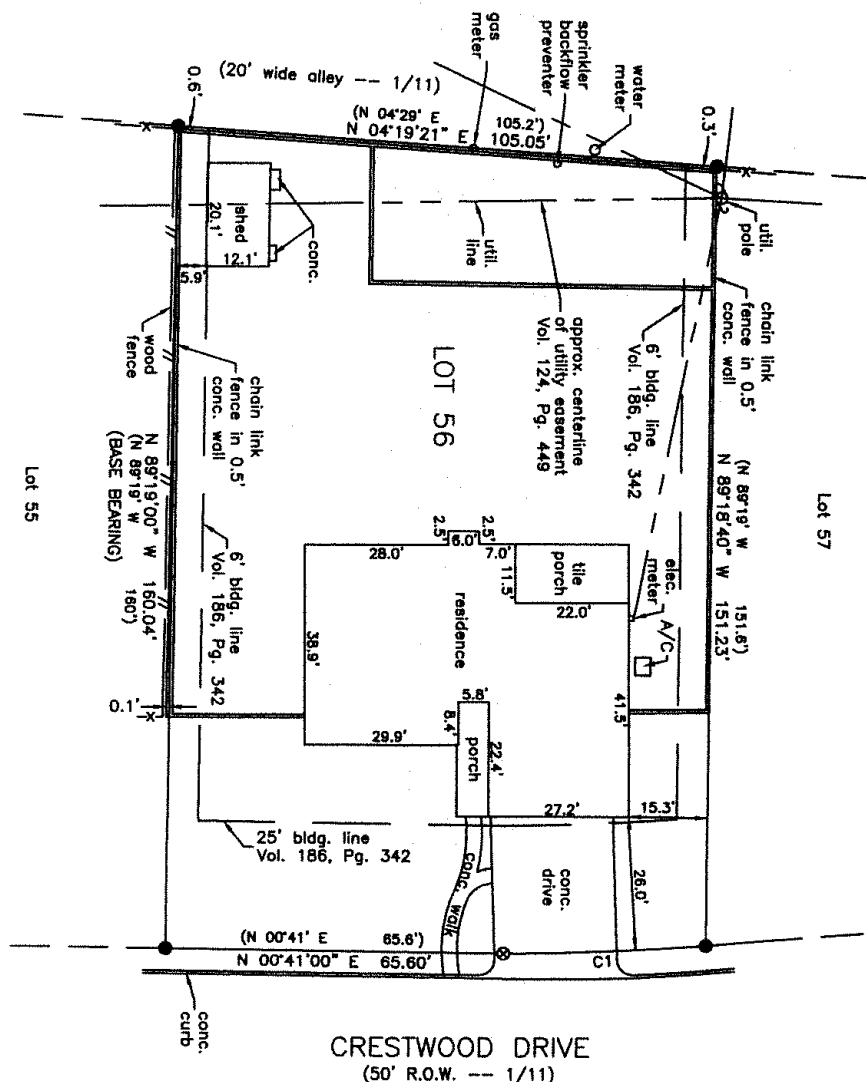 (20' wide alley -- 1/11)
gas
meter
sprinkler
backflow
preventer
water
meter
0.6'
(N 04°29' E 105.2')
N 04°19'21" E 105.05'
0.3'
util.
pole
20.1'
shed
12.1'
5.9'
conc.
util.
line
approx. centerline
of utility easement
Vol. 124, Pg. 449
6' bldg. line
Vol. 186, Pg. 342
chain link
fence in 0.5'
conc. wall
wood
fence
chain link
fence in 0.5'
conc. wall
LOT 56
Lot 55
Lot 57
N 89°19'00" W 160.04'
(N 89°19' W 160')
(BASE BEARING)
(N 89°19' W 151.6')
N 89°18'40" W 151.23'
6' bldg. line
Vol. 186, Pg. 342
2.5'
6.0'
2.5'
28.0'
7.0'
11.5'
tile
porch
22.0'
elec.
meter
A/C
residence
38.9'
41.5'
5.8'
8.4'
porch
22.4'
29.9'
27.2'
15.3'
0.1'
25' bldg. line
Vol. 186, Pg. 342
conc. walk
conc.
drive
26.0'
(N 00°41' E 65.6')
N 00°41'00" E 65.60'
C1
conc.
curb
CRESTWOOD DRIVE
(50' R.O.W. -- 1/11)